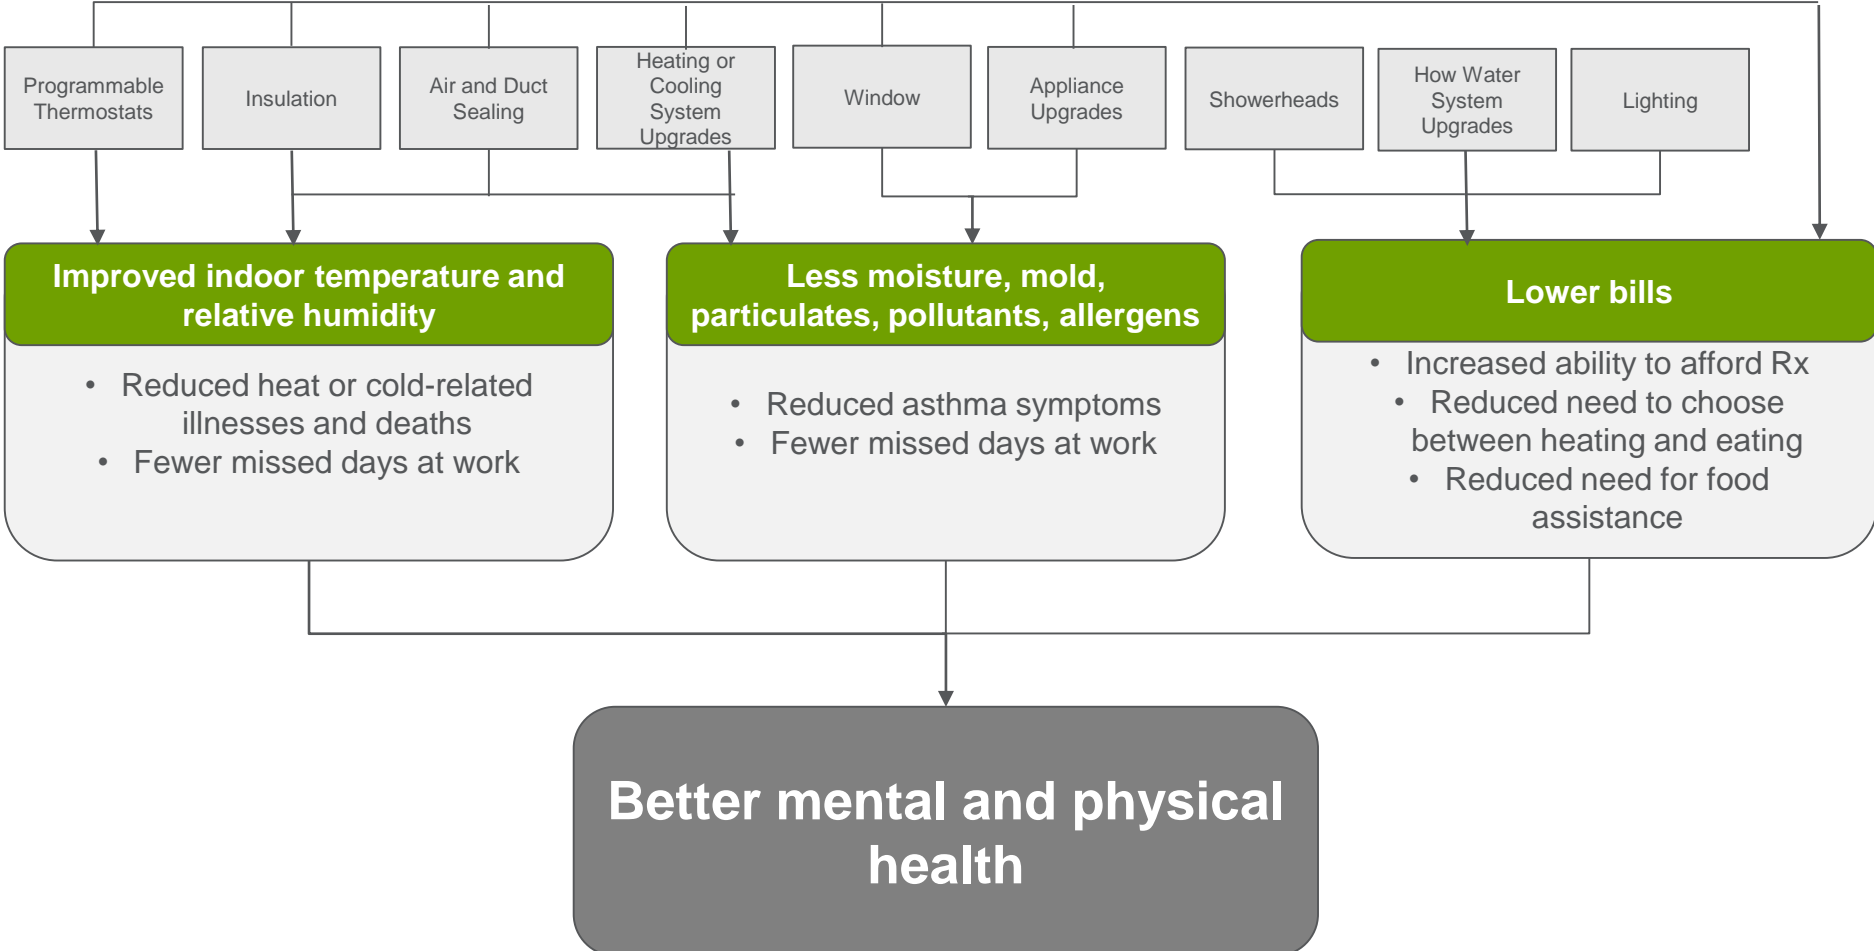 Programmable
Thermostats
Insulation
Air and Duct
Sealing
Heating or
Cooling
System
Upgrades
Window
Appliance
Upgrades
Showerheads
How Water
System
Upgrades
Lighting
Improved indoor temperature and
relative humidity
• Reduced heat or cold-related
illnesses and deaths
• Fewer missed days at work
Less moisture, mold,
particulates, pollutants, allergens
• Reduced asthma symptoms
• Fewer missed days at work
Lower bills
• Increased ability to afford Rx
• Reduced need to choose
between heating and eating
• Reduced need for food
assistance
Better mental and physical
health